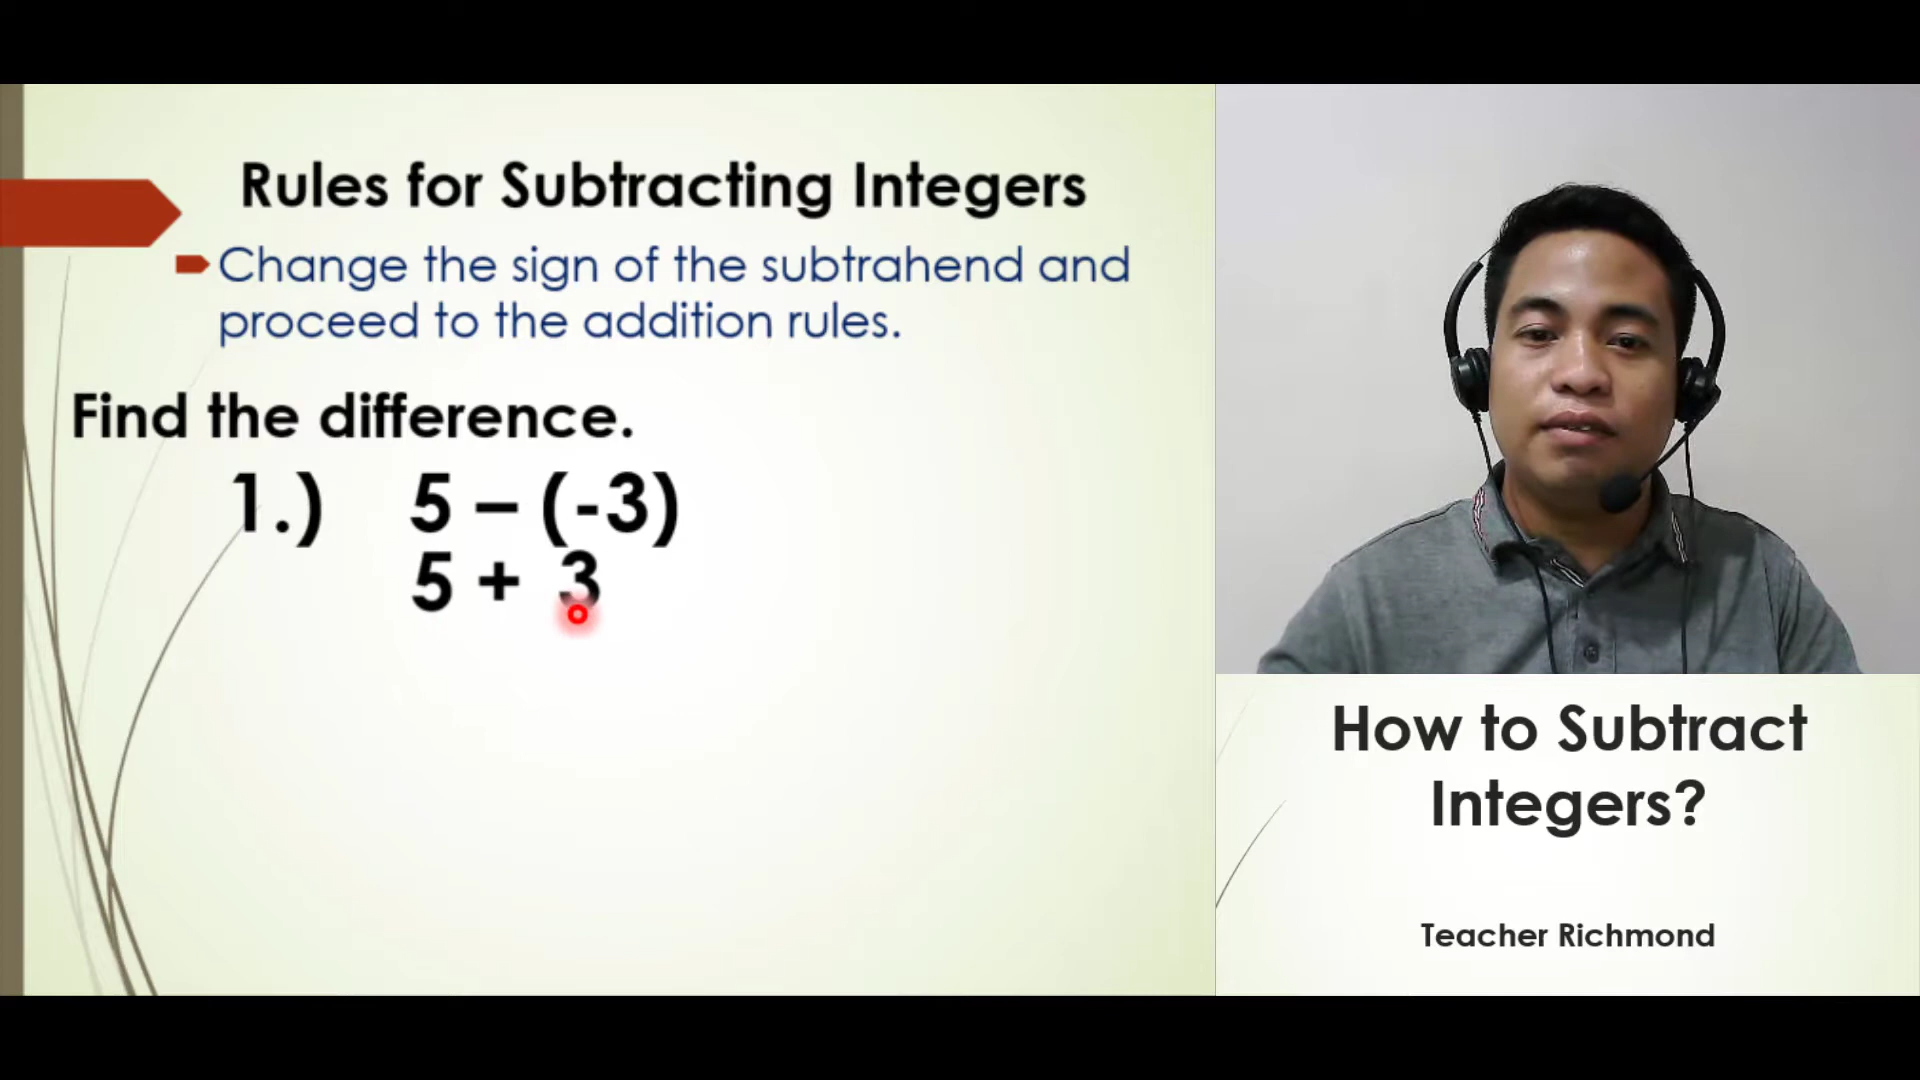 Rules for Subtracting Integers
Change the sign of the subtrahend and
proceed to the addition rules.
Find the difference.
1.) 5 – (-3)
5 + 3
How to Subtract
Integers?
Teacher Richmond